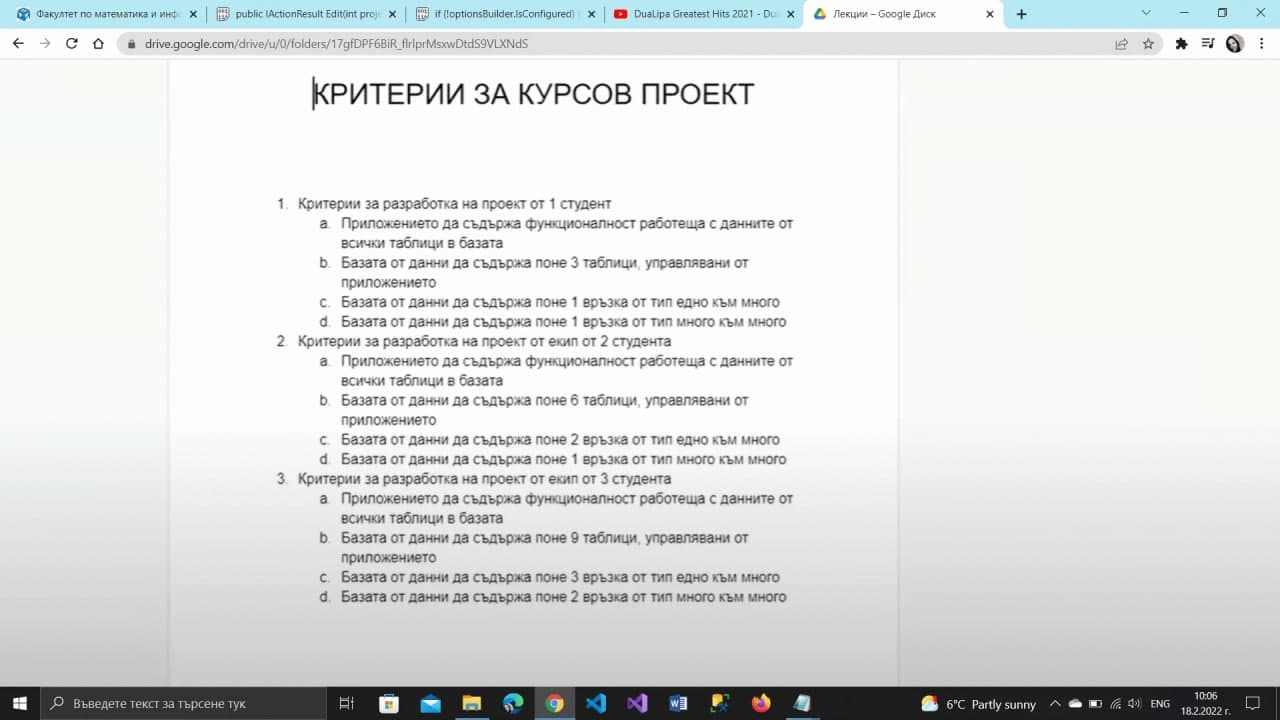 Факултет по математика и инфо
public IActionResult Edit(int proje
if (!optionsBuilder.IsConfigured)
DuaLipa Greatest Hits 2021 - Dua
Лекции – Google Диск
drive.google.com/drive/u/0/folders/17gfDPF6BiR_flrlprMsxwDtdS9VLXNdS
КРИТЕРИИ ЗА КУРСОВ ПРОЕКТ
1. Критерии за разработка на проект от 1 студент
a. Приложението да съдържа функционалност работеща с данните от
всички таблици в базата
b. Базата от данни да съдържа поне 3 таблици, управлявани от
приложението
c. Базата от данни да съдържа поне 1 връзка от тип едно към много
d. Базата от данни да съдържа поне 1 връзка от тип много към много
2. Критерии за разработка на проект от екип от 2 студента
a. Приложението да съдържа функционалност работеща с данните от
всички таблици в базата
b. Базата от данни да съдържа поне 6 таблици, управлявани от
приложението
c. Базата от данни да съдържа поне 2 връзка от тип едно към много
d. Базата от данни да съдържа поне 1 връзка от тип много към много
3. Критерии за разработка на проект от екип от 3 студента
a. Приложението да съдържа функционалност работеща с данните от
всички таблици в базата
b. Базата от данни да съдържа поне 9 таблици, управлявани от
приложението
c. Базата от данни да съдържа поне 3 връзка от тип едно към много
d. Базата от данни да съдържа поне 2 връзка от тип много към много
Въведете текст за търсене тук
6°C Partly sunny
ENG
10:06
18.2.2022 г.